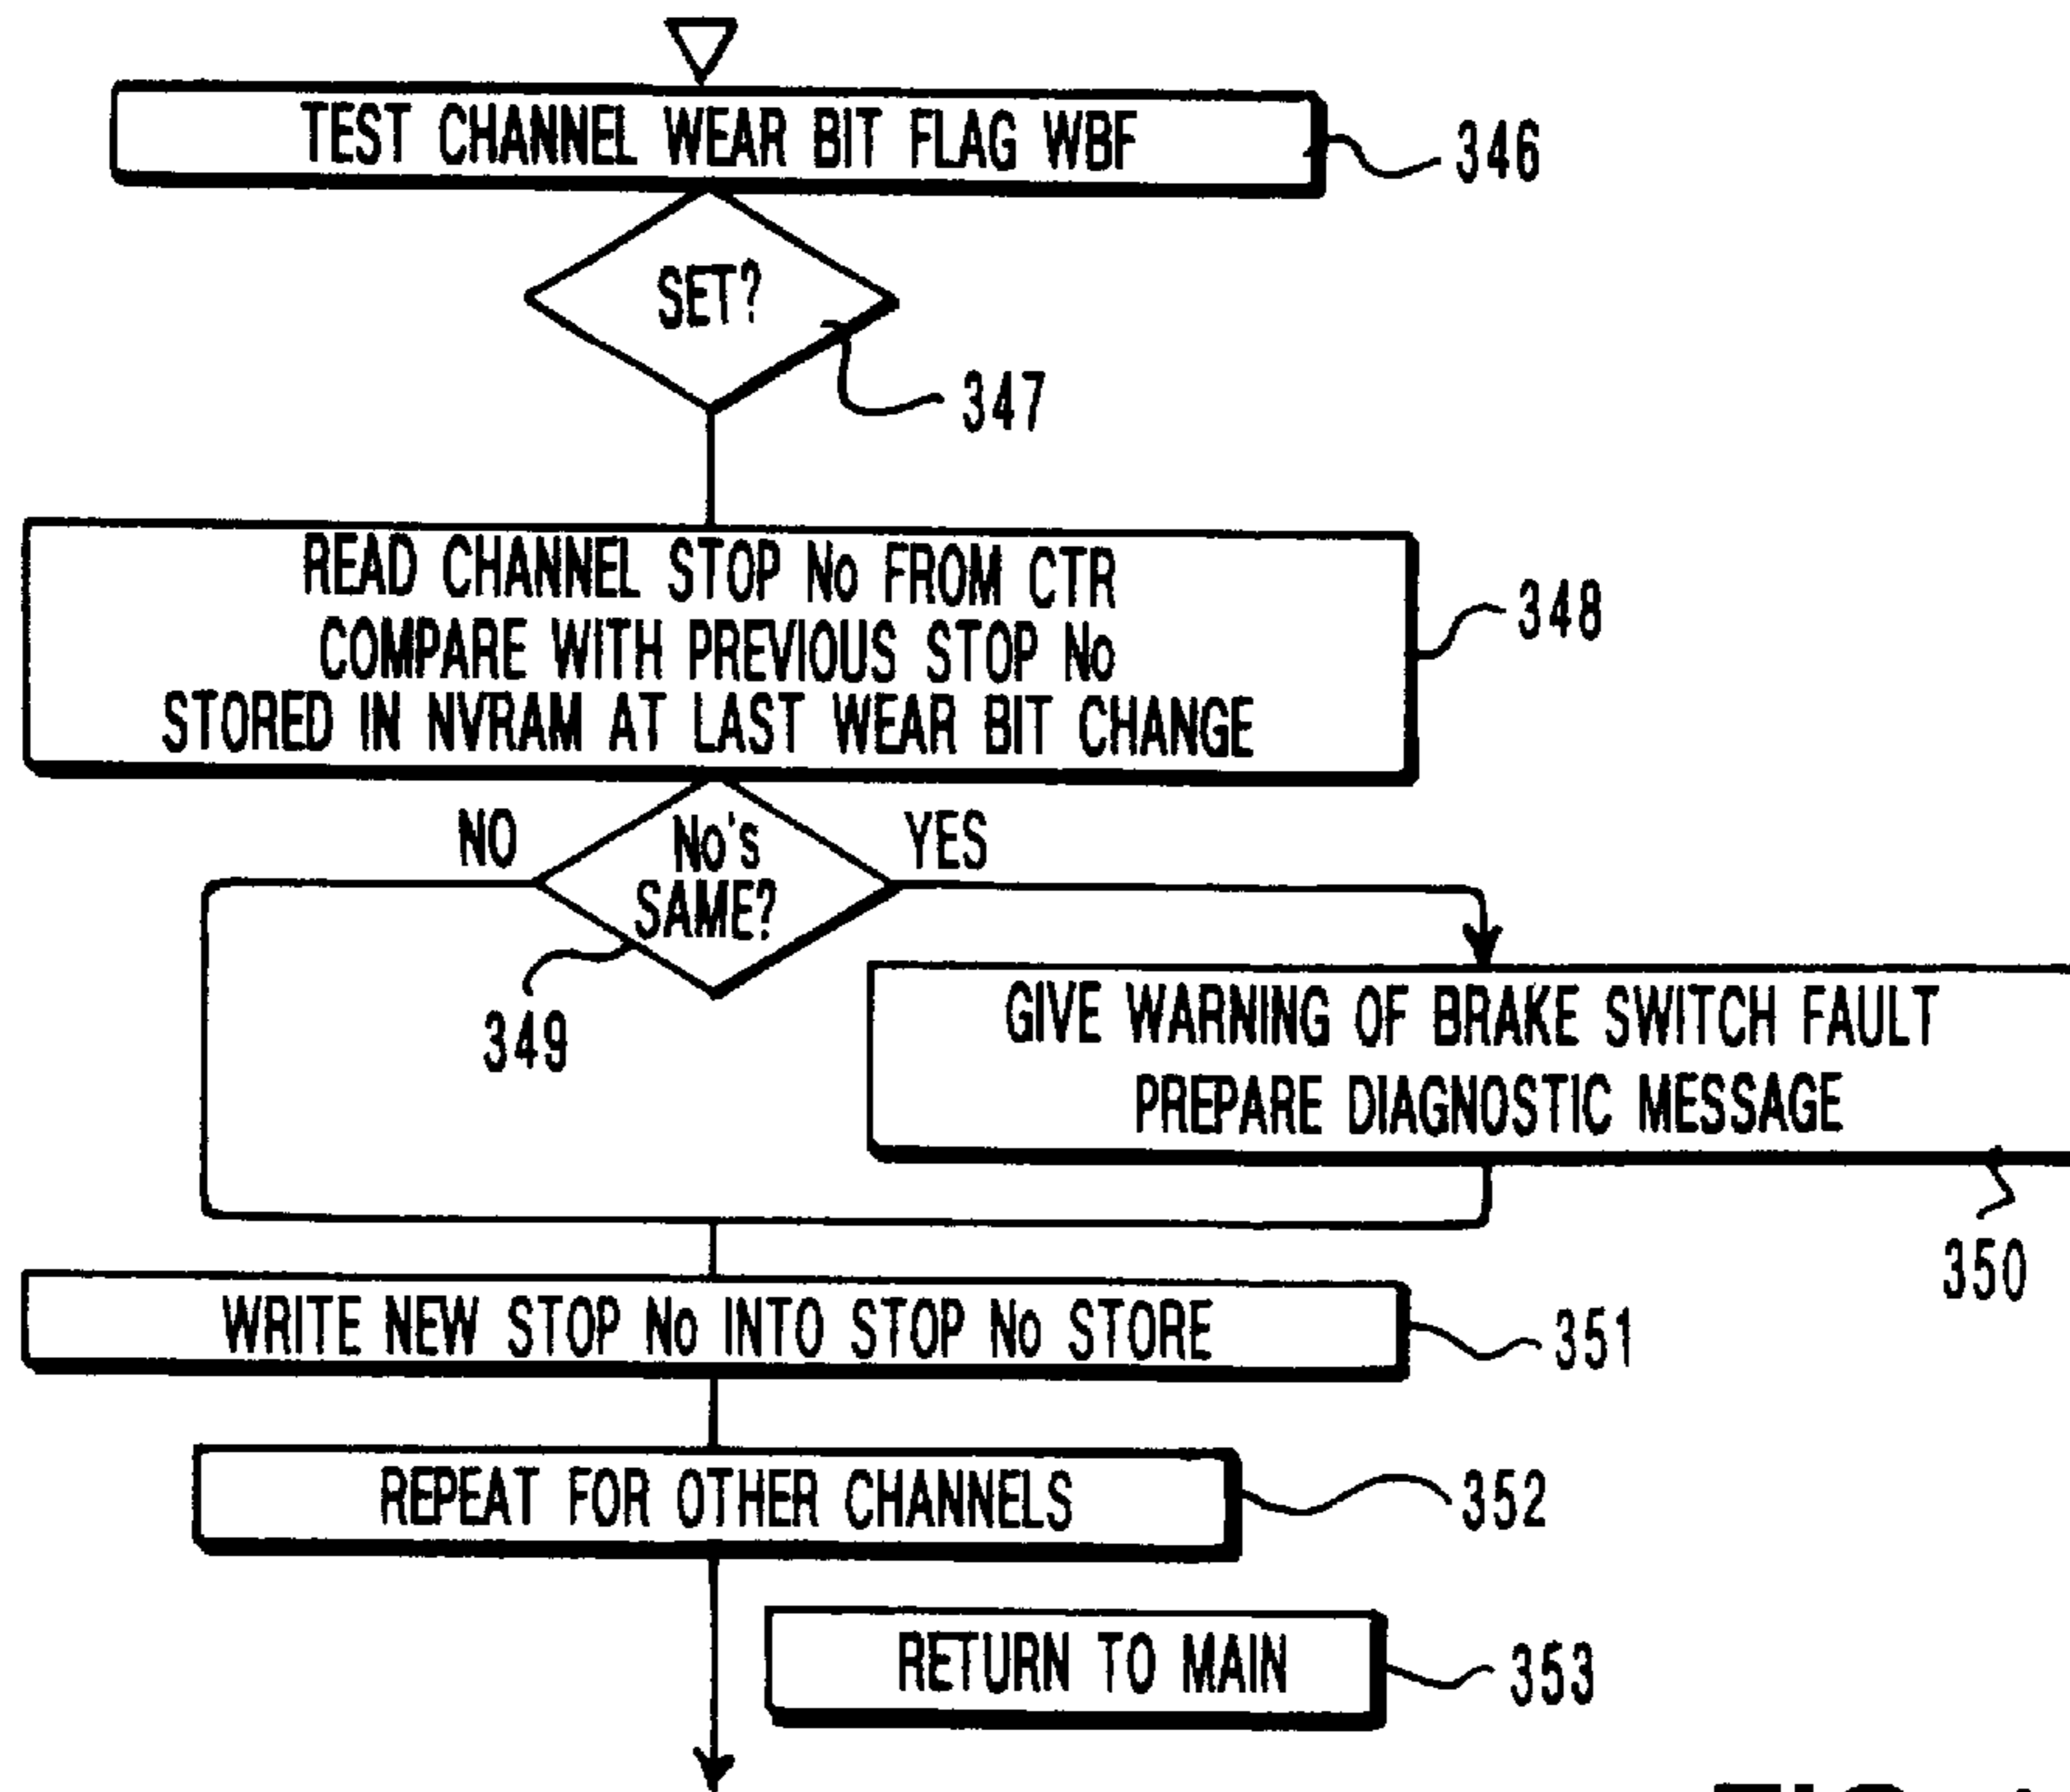 TEST CHANNEL WEAR BIT FLAG WBF
346
SET?
347
READ CHANNEL STOP No FROM CTR
COMPARE WITH PREVIOUS STOP No
STORED IN NVRAM AT LAST WEAR BIT CHANGE
348
NO
No's
SAME?
YES
349
GIVE WARNING OF BRAKE SWITCH FAULT
PREPARE DIAGNOSTIC MESSAGE
350
WRITE NEW STOP No INTO STOP No STORE
351
REPEAT FOR OTHER CHANNELS
352
RETURN TO MAIN
353